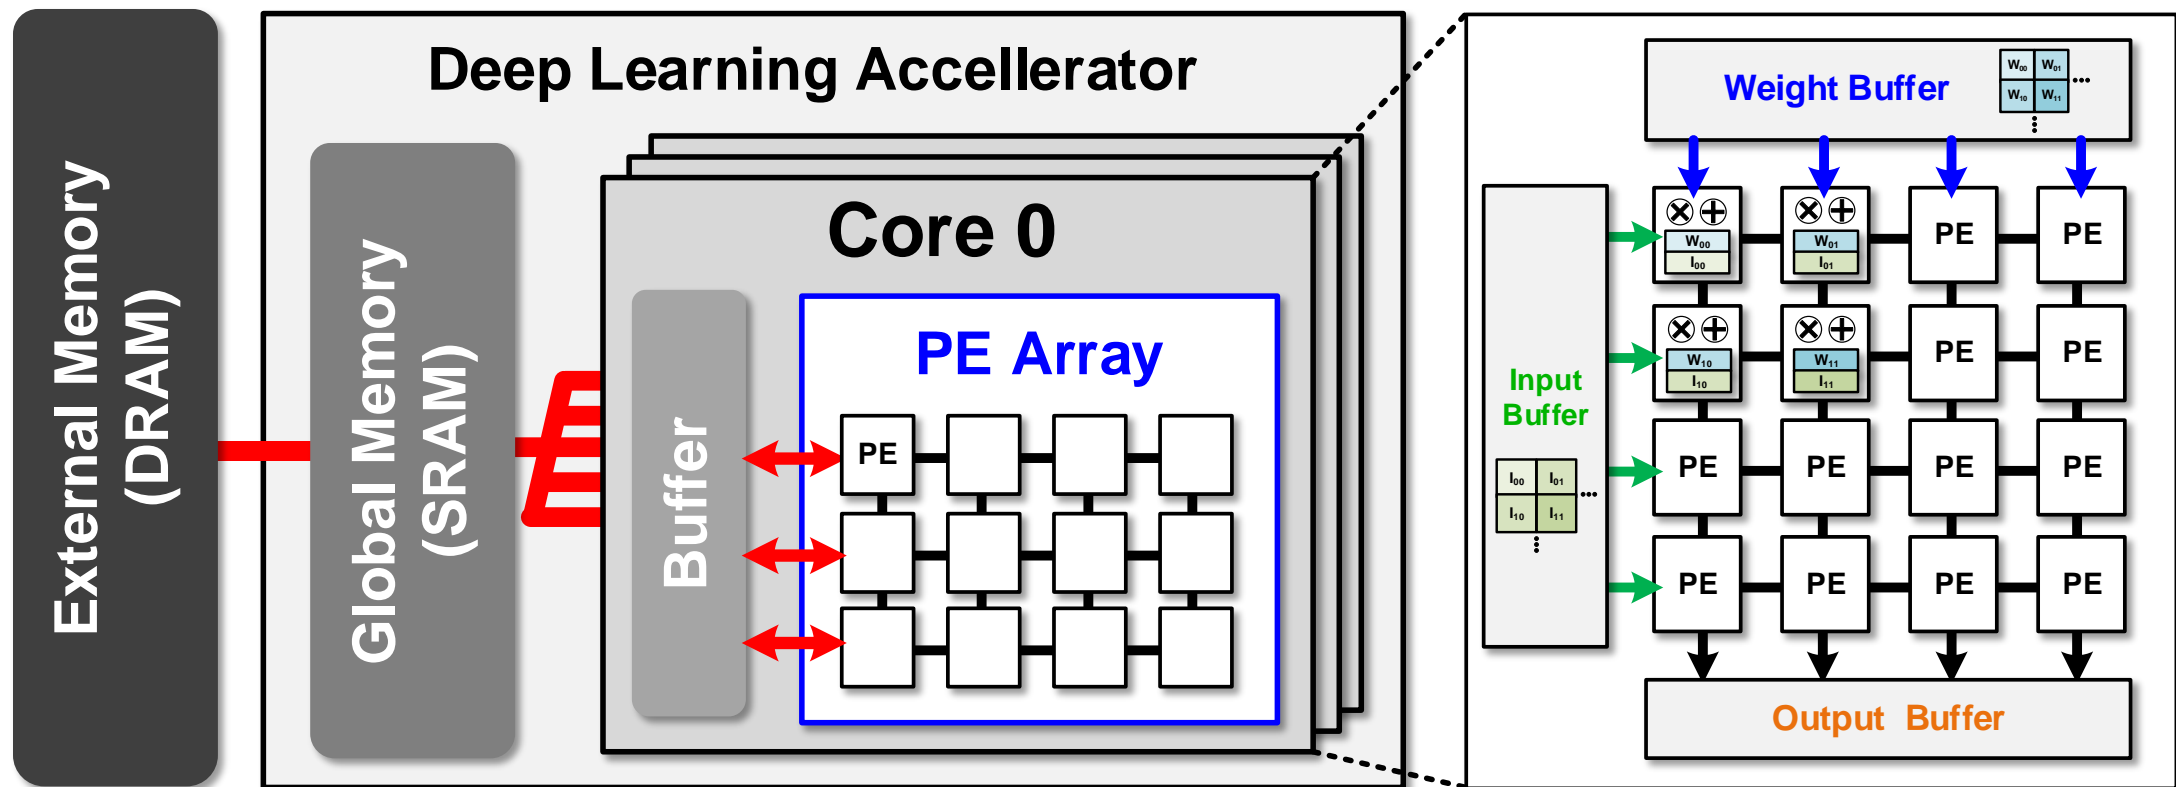 External Memory
(DRAM)
Deep Learning Accellerator
Global Memory
(SRAM)
Core 0
Buffer
PE Array
PE
Weight Buffer
W00 W01
W10 W11
Input
Buffer
I00 I01
I10 I11
W00
I00
W01
I01
PE PE
W10
I10
W11
I11
PE PE
PE PE PE PE
PE PE PE PE
Output Buffer